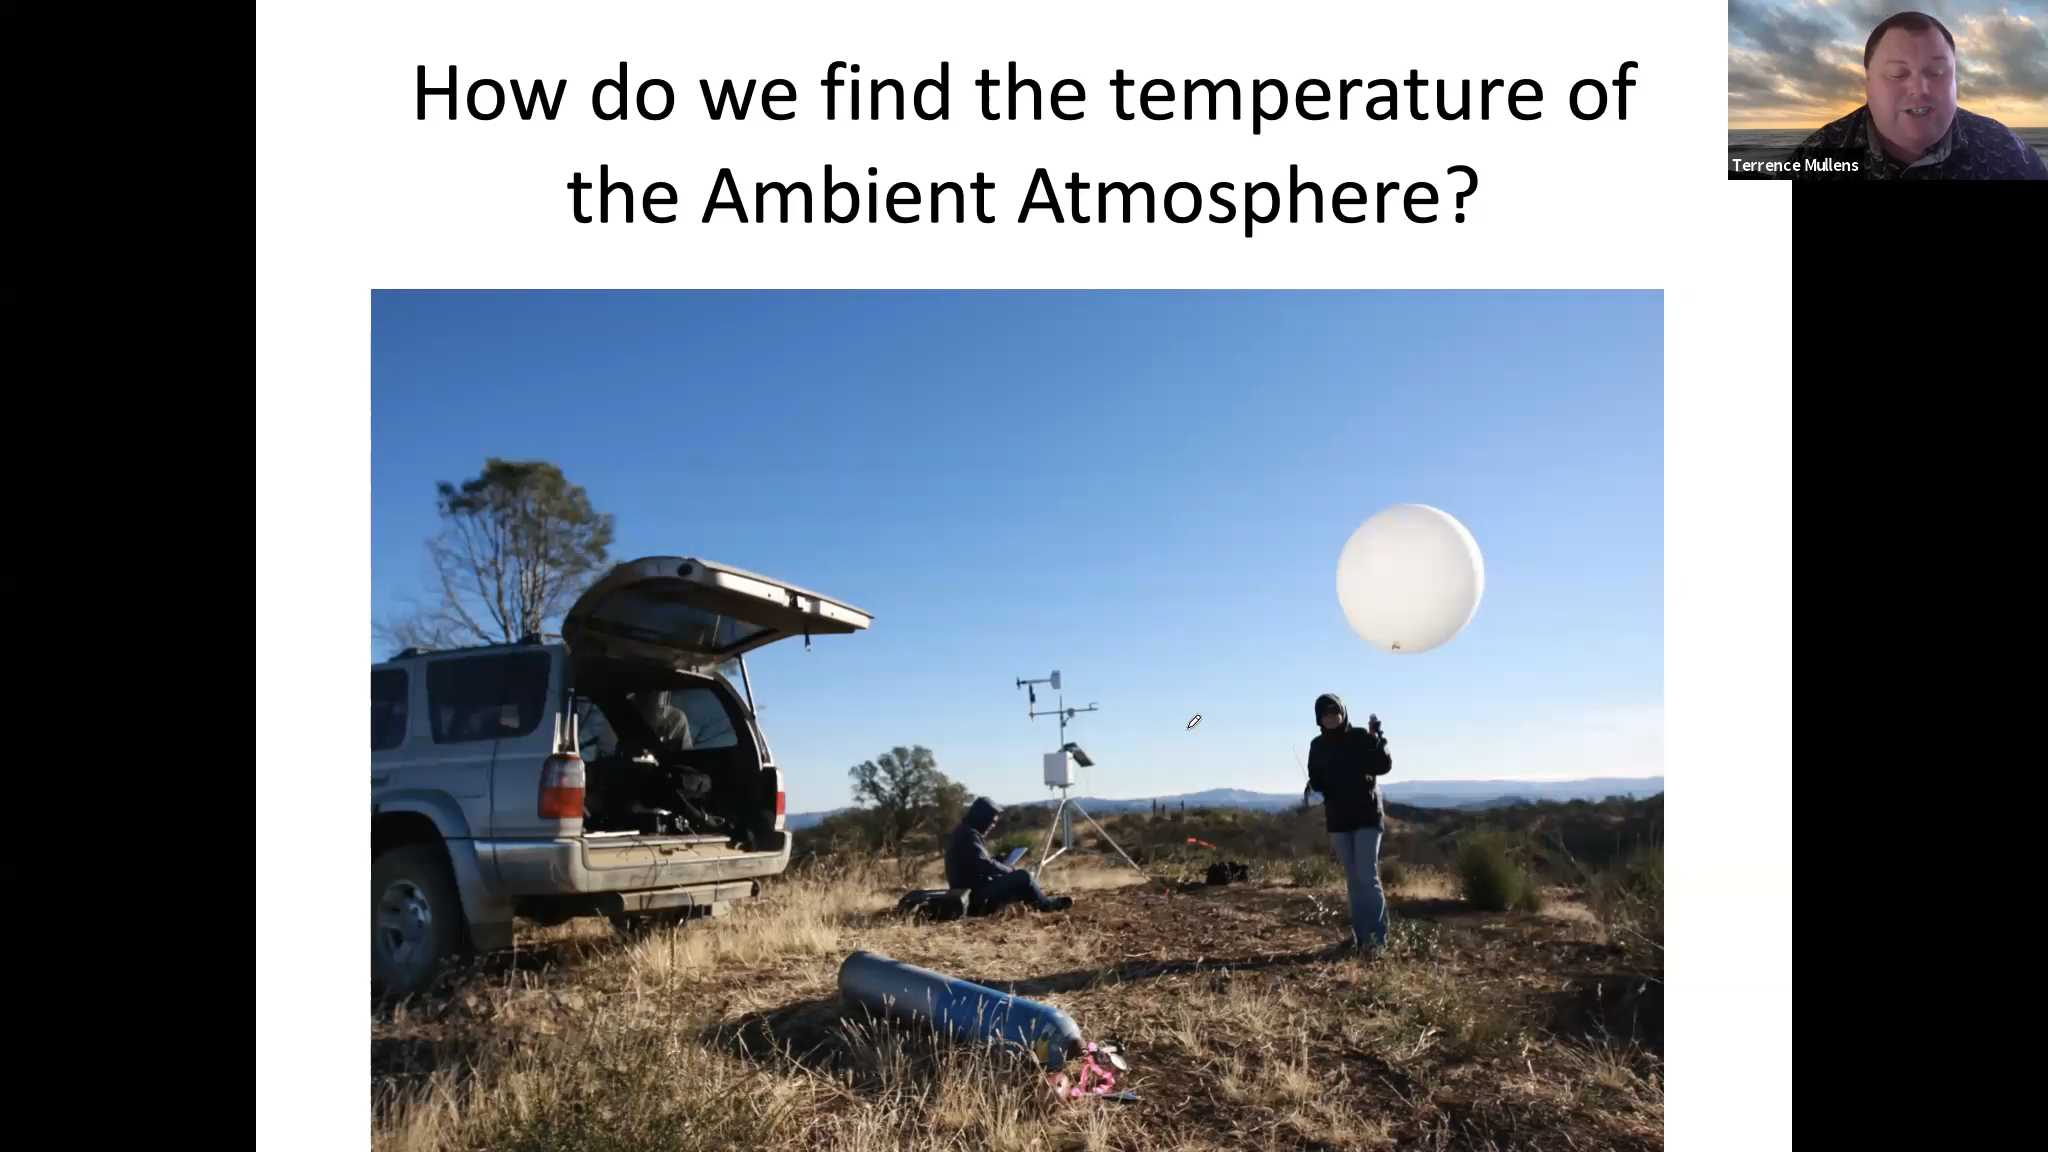 How do we find the temperature of
the Ambient Atmosphere?
Terrence Mullens